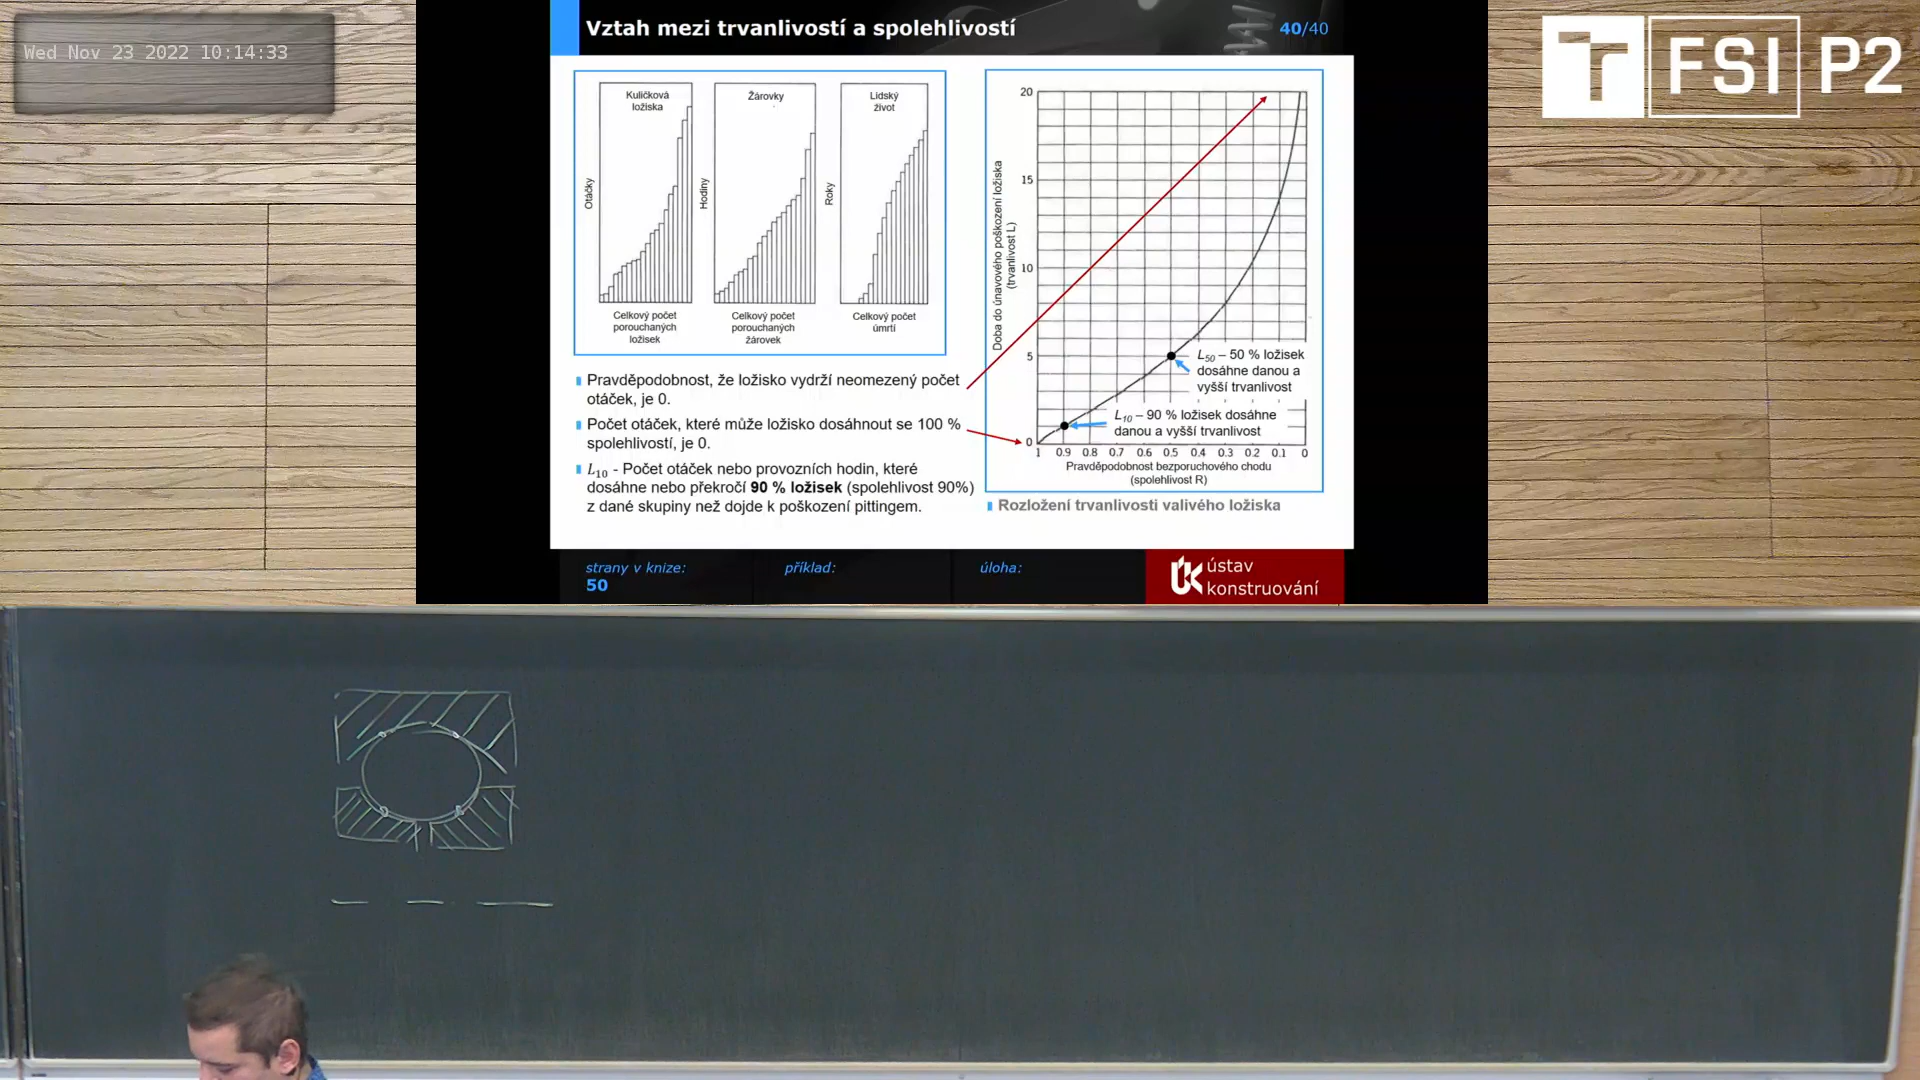 Wed Nov 23 2022 10:14:33
Vztah mezi trvanlivostí a spolehlivostí
40/40
FSI P2
Kuličková
ložiska
Otáčky
Celkový počet
porouchaných
ložisek
Žárovky
Hodiny
Celkový počet
porouchaných
žárovek
Lidský
život
Roky
Celkový počet
úmrtí
Pravděpodobnost, že ložisko vydrží neomezený počet
otáček, je 0.
Počet otáček, které může ložisko dosáhnout se 100 %
spolehlivostí, je 0.
L10 - Počet otáček nebo provozních hodin, které
dosáhne nebo překročí 90 % ložisek (spolehlivost 90%)
z dané skupiny než dojde k poškození pittingem.
Doba do únavového poškození ložiska
(trvanlivost L)
20
15
10
5
0
L50 – 50 % ložisek
dosáhne danou a
vyšší trvanlivost
L10 – 90 % ložisek dosáhne
danou a vyšší trvanlivost
1 0.9 0.8 0.7 0.6 0.5 0.4 0.3 0.2 0.1 0
Pravděpodobnost bezporuchového chodu
(spolehlivost R)
Rozložení trvanlivosti valivého ložiska
strany v knize:
50
příklad:
úloha:
ústav
konstruování